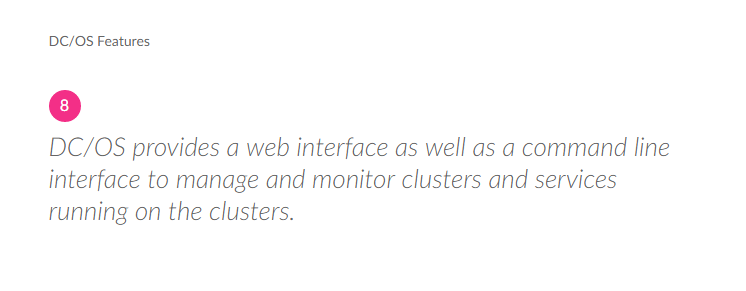 DC/OS Features
8
DC/OS provides a web interface as well as a command line
interface to manage and monitor clusters and services
running on the clusters.